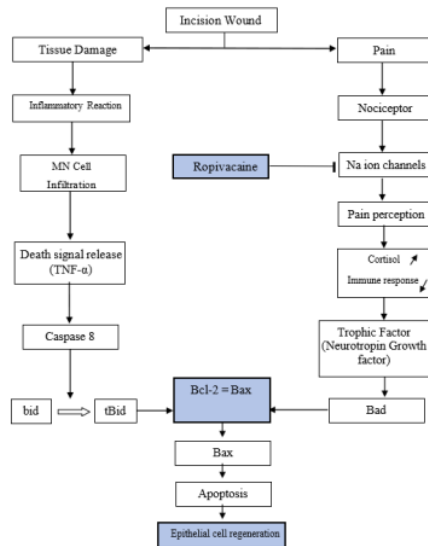 Incision Wound
Tissue Damage
Pain
Inflammatory Reaction
Nociceptor
MN Cell
Infiltration
Ropivacaine
Na ion channels
Pain perception
Death signal release
(TNF-α)
Cortisol
Immune response
Caspase 8
Trophic Factor
(Neurotropin Growth
factor)
bid
tBid
Bcl-2 = Bax
Bad
Bax
Apoptosis
Epithelial cell regeneration